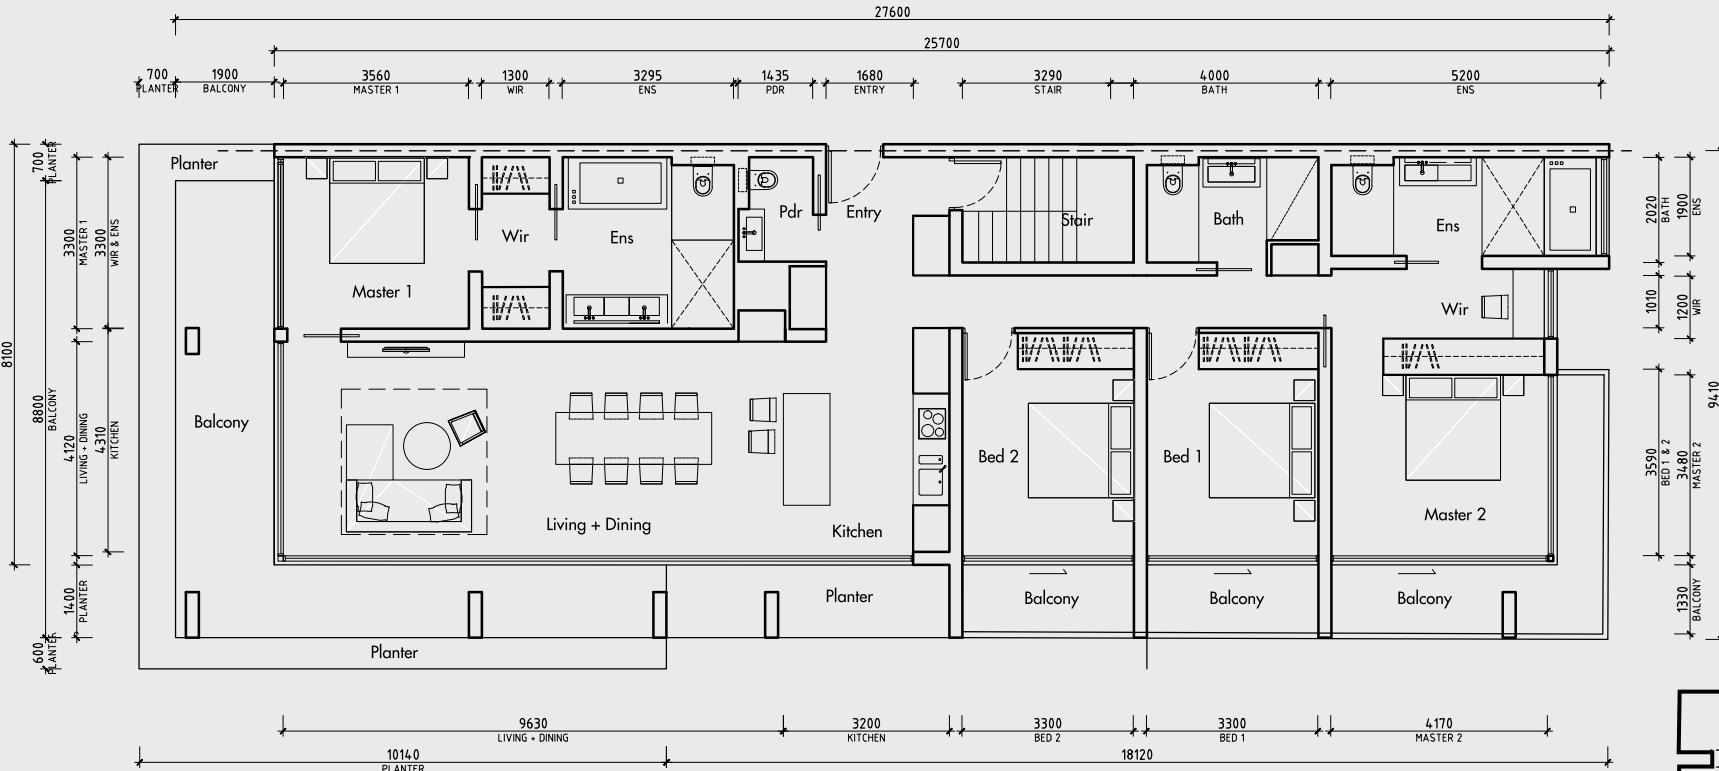 27600
25700
700 1900 3560 1300 3295 1435 1680 3290 4000 5200
PLANTER BALCONY MASTER 1 WIR ENS PDR ENTRY STAIR BATH ENS
Planter
700
PLANTER
3300
MASTER 1
3300
WIR & ENS
8100
8800
BALCONY
4120
LIVING + DINING
4310
KITCHEN
1400
PLANTER
600
PLANTER
Master 1
Wir
Ens
Pdr
Entry
Stair
Bath
Ens
Wir
Balcony
Living + Dining
Kitchen
Bed 2
Bed 1
Master 2
Planter
Balcony
Balcony
Balcony
Planter
2020
BATH
1900
ENS
1010
1200
WIR
3590
BED 1 & 2
3480
MASTER 2
9410
1330
BALCONY
9630 3200 3300 3300 4170
LIVING + DINING KITCHEN BED 2 BED 1 MASTER 2
10140 18120
PLANTER